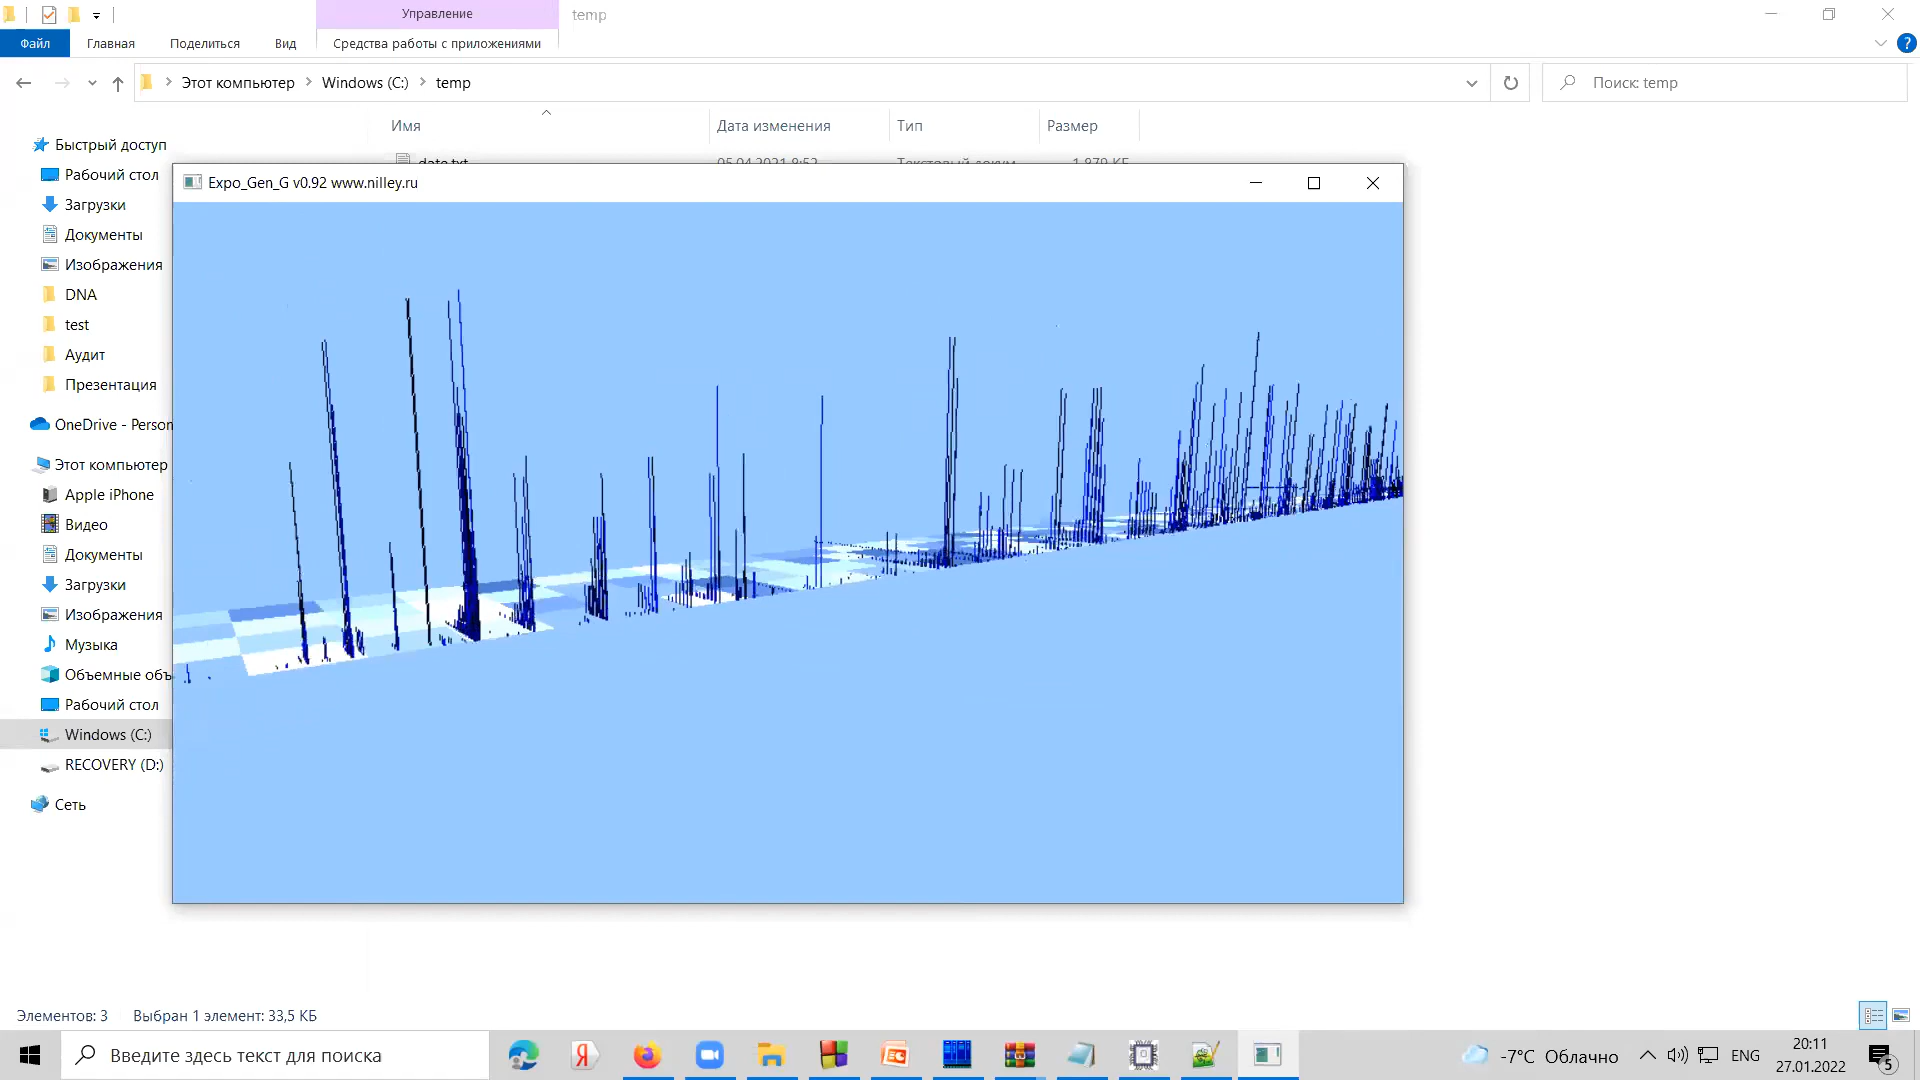 Управление
temp
Файл
Главная
Поделиться
Вид
Средства работы с приложениями
?
Этот компьютер
Windows (C:)
temp
Поиск: temp
Имя
Дата изменения
Тип
Размер
Быстрый доступ
Рабочий стол
Загрузки
Документы
Изображения
DNA
test
Аудит
Презентация
OneDrive - Person
Этот компьютер
Apple iPhone
Видео
Документы
Загрузки
Изображения
Музыка
Объемные объ
Рабочий стол
Windows (C:)
RECOVERY (D:)
Сеть
Expo_Gen_G v0.92 www.nilley.ru
Элементов: 3
Выбран 1 элемент: 33,5 КБ
Введите здесь текст для поиска
-7°C Облачно
ENG
20:11
27.01.2022
5